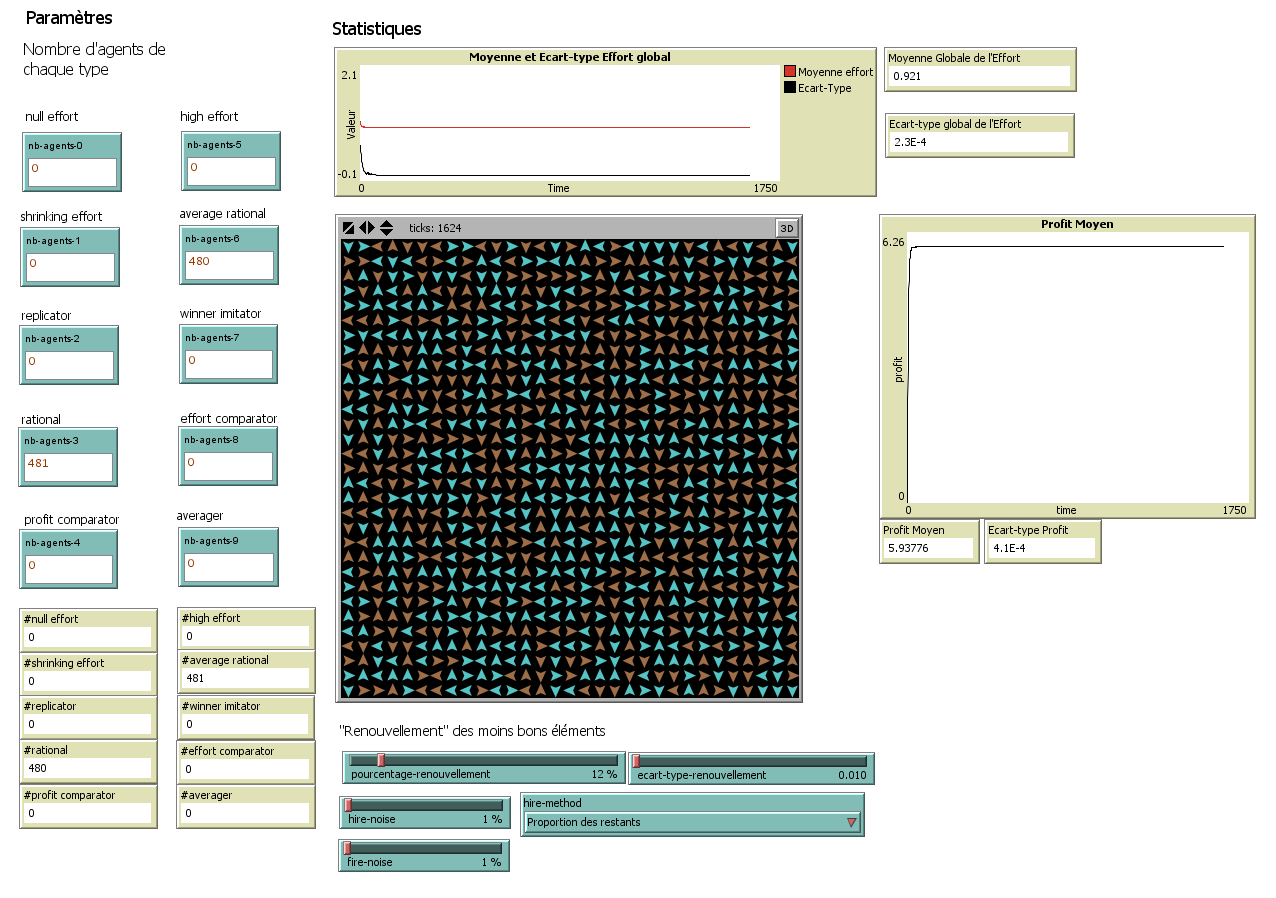 Paramètres
Nombre d'agents de
chaque type
null effort
high effort
nb-agents-0
0
nb-agents-5
0
shrinking effort
average rational
nb-agents-1
0
nb-agents-6
480
replicator
winner imitator
nb-agents-2
0
nb-agents-7
0
rational
effort comparator
nb-agents-3
481
nb-agents-8
0
profit comparator
averager
nb-agents-4
0
nb-agents-9
0
#null effort
0
#high effort
0
#shrinking effort
0
#average rational
481
#replicator
0
#winner imitator
0
#rational
480
#effort comparator
0
#profit comparator
0
#averager
0
Statistiques
Moyenne et Ecart-type Effort global
2.1
Valeur
-0.1
0
Time
1750
Moyenne effort
Ecart-Type
Moyenne Globale de l'Effort
0.921
Ecart-type global de l'Effort
2.3E-4
ticks: 1624
3D
Profit Moyen
6.26
profit
0
0
time
1750
Profit Moyen
5.93776
Ecart-type Profit
4.1E-4
"Renouvellement" des moins bons éléments
pourcentage-renouvellement 12 %
ecart-type-renouvellement 0.010
hire-noise 1 %
hire-method
Proportion des restants
fire-noise 1 %